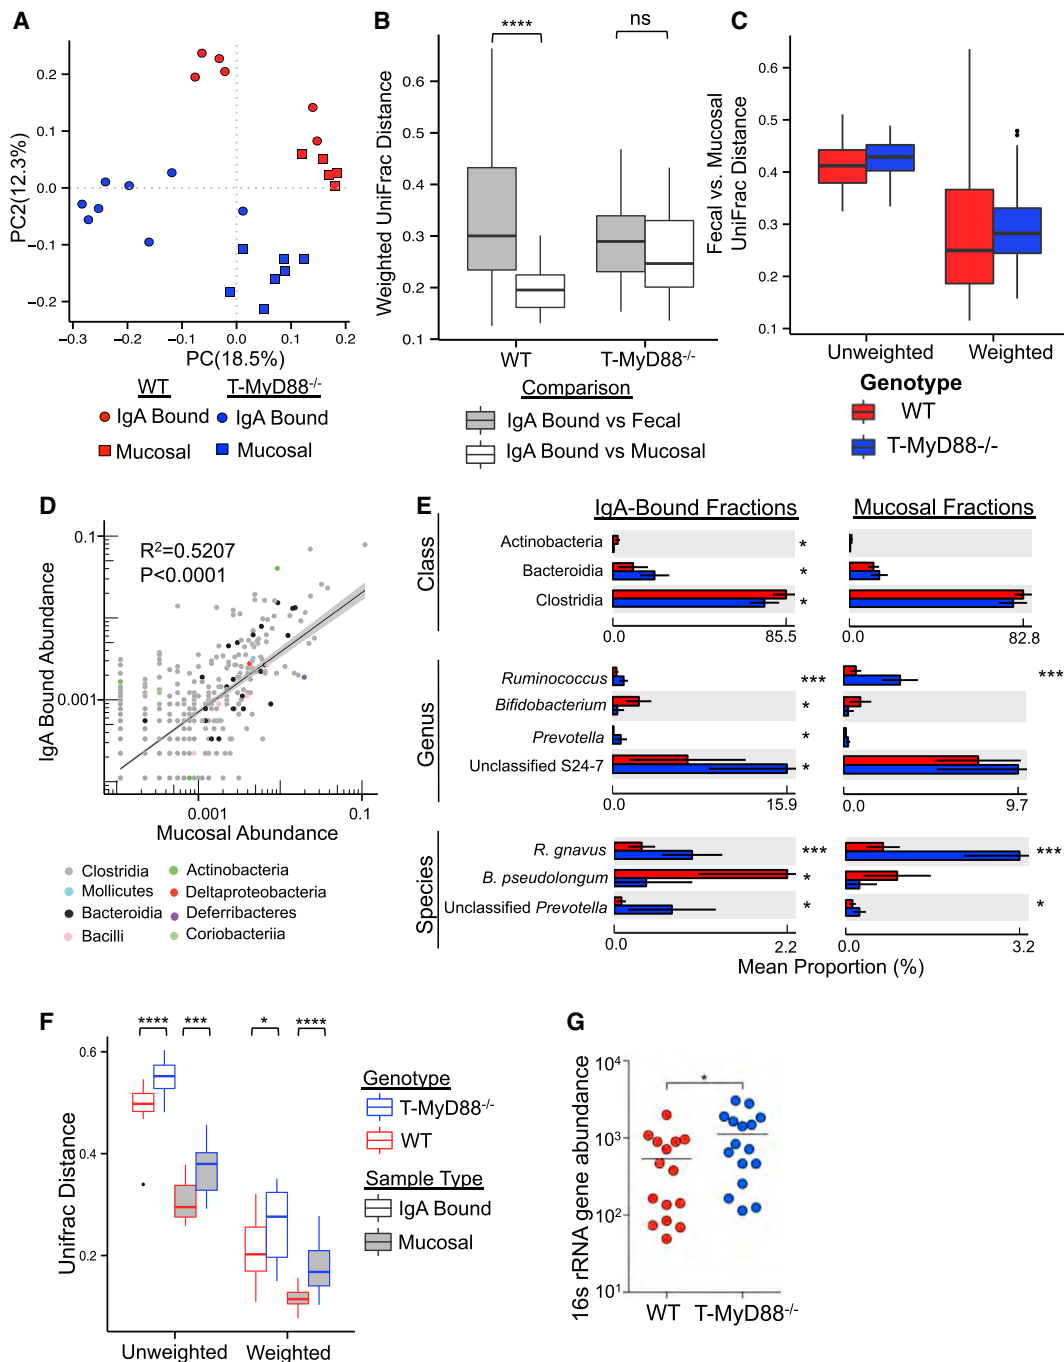 A
PC2(12.3%)
0.2
0.1
0.0
−0.1
−0.2
−0.3
−0.2
−0.1
0.0
0.1
0.2
PC(18.5%)
WT
T-MyD88-/-
IgA Bound
IgA Bound
Mucosal
Mucosal
B
****
ns
Weighted UniFrac Distance
0.6
0.5
0.4
0.3
0.2
0.1
WT
T-MyD88-/-
Comparison
IgA Bound vs Fecal
IgA Bound vs Mucosal
C
Fecal vs. Mucosal
UniFrac Distance
0.6
0.5
0.4
0.3
0.2
0.1
Unweighted
Weighted
Genotype
WT
T-MyD88-/-
D
R2=0.5207
P<0.0001
IgA Bound Abundance
0.1
0.001
0.001
0.1
Mucosal Abundance
Clostridia
Mollicutes
Bacteroidia
Bacilli
Actinobacteria
Deltaproteobacteria
Deferribacteres
Coriobacteriia
E
IgA-Bound Fractions
Mucosal Fractions
Class
Actinobacteria
*
Bacteroidia
*
Clostridia
*
0.0
85.5
0.0
82.8
Genus
Ruminococcus
***
***
Bifidobacterium
*
Prevotella
*
Unclassified S24-7
*
0.0
15.9
0.0
9.7
Species
R. gnavus
***
***
B. pseudolongum
*
Unclassified Prevotella
*
*
0.0
2.2
0.0
3.2
Mean Proportion (%)
F
****
***
*
****
Unifrac Distance
0.6
0.4
0.2
Unweighted
Weighted
Genotype
T-MyD88-/-
WT
Sample Type
IgA Bound
Mucosal
G
*
16s rRNA gene abundance
104
103
102
101
WT
T-MyD88-/-